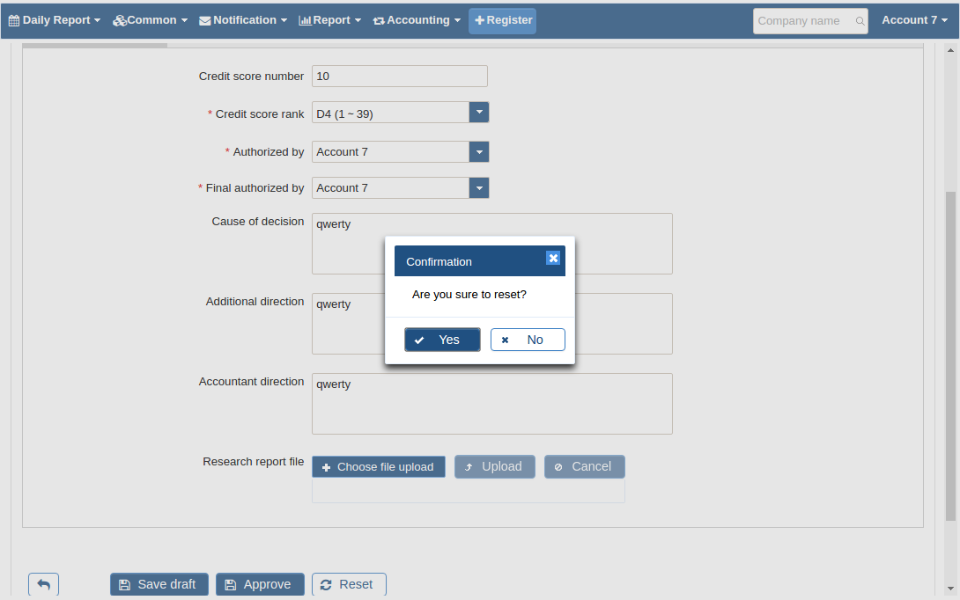 Daily Report Common Notification Report Accounting Register Company name Account 7
Credit score number 10
* Credit score rank D4 (1 ~ 39)
* Authorized by Account 7
* Final authorized by Account 7
Cause of decision qwerty
Confirmation
Are you sure to reset?
Yes No
Additional direction qwerty
Accountant direction qwerty
Research report file Choose file upload Upload Cancel
Save draft Approve Reset